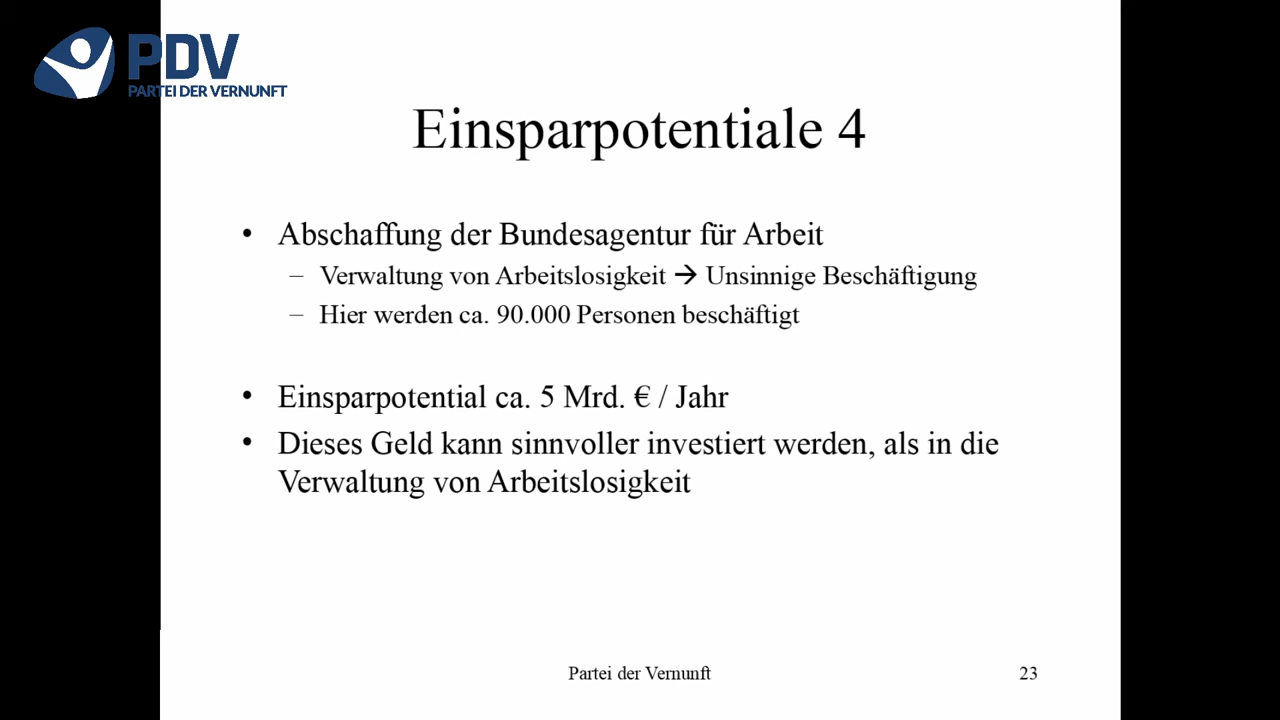 PDV
PARTEI DER VERNUNFT
Einsparpotentiale 4
• Abschaffung der Bundesagentur für Arbeit
– Verwaltung von Arbeitslosigkeit → Unsinnige Beschäftigung
– Hier werden ca. 90.000 Personen beschäftigt
• Einsparpotential ca. 5 Mrd. € / Jahr
• Dieses Geld kann sinnvoller investiert werden, als in die
Verwaltung von Arbeitslosigkeit
Partei der Vernunft
23